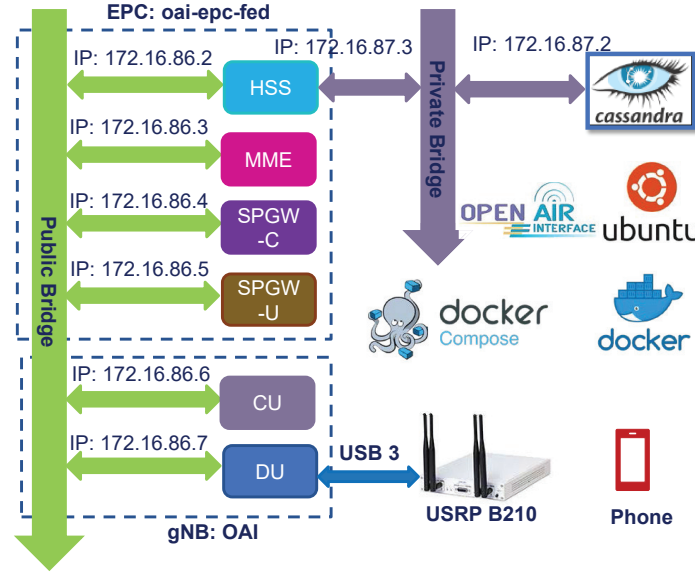 EPC: oai-epc-fed
IP: 172.16.86.2
HSS
IP: 172.16.87.3
IP: 172.16.87.2
cassandra
IP: 172.16.86.3
MME
IP: 172.16.86.4
SPGW
-C
IP: 172.16.86.5
SPGW
-U
Public Bridge
Private Bridge
OPEN AIR
INTERFACE
ubuntu
docker
Compose
docker
IP: 172.16.86.6
CU
IP: 172.16.86.7
DU
USB 3
USRP B210
Phone
gNB: OAI